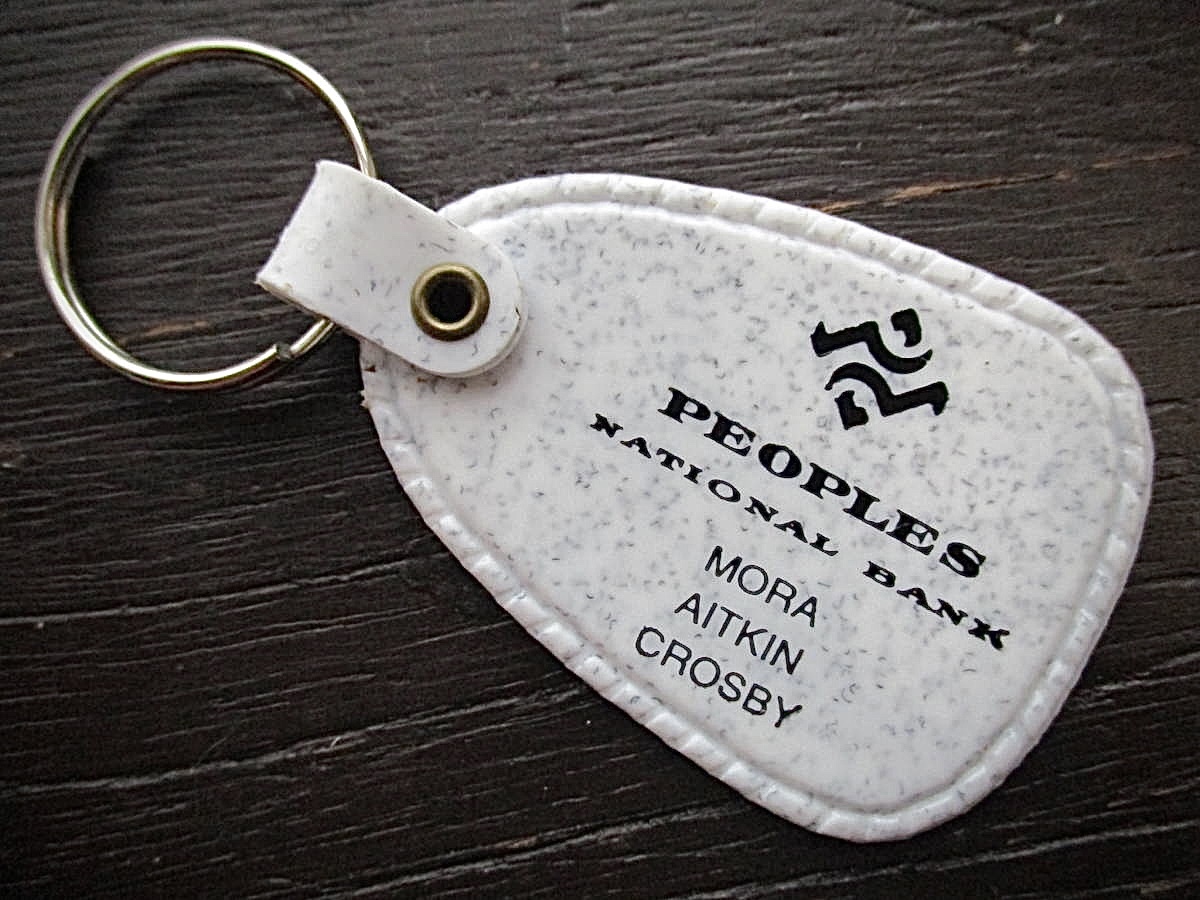 PEOPLES
NATIONAL BANK
MORA
AITKIN
CROSBY